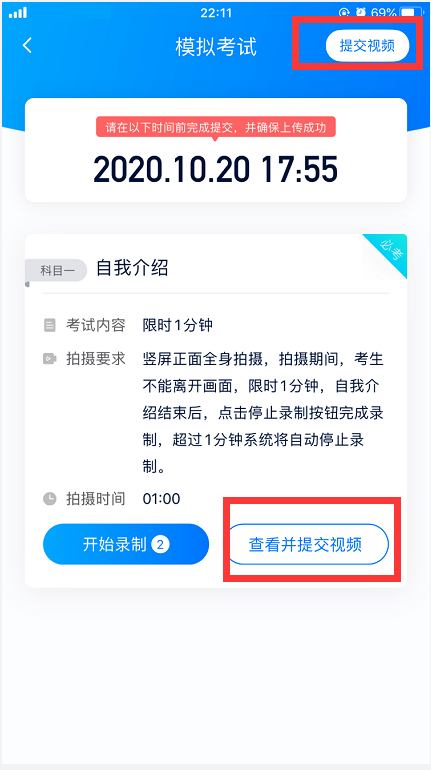 22:11
69%
模拟考试
提交视频
请在以下时间前完成提交，并确保上传成功
2020.10.20 17:55
必考
科目一
自我介绍
考试内容 限时1分钟
拍摄要求 竖屏正面全身拍摄，拍摄期间，考生
不能离开画面，限时1分钟，自我介
绍结束后，点击停止录制按钮完成录
制，超过1分钟系统将自动停止录
制。
拍摄时间 01:00
开始录制 2
查看并提交视频